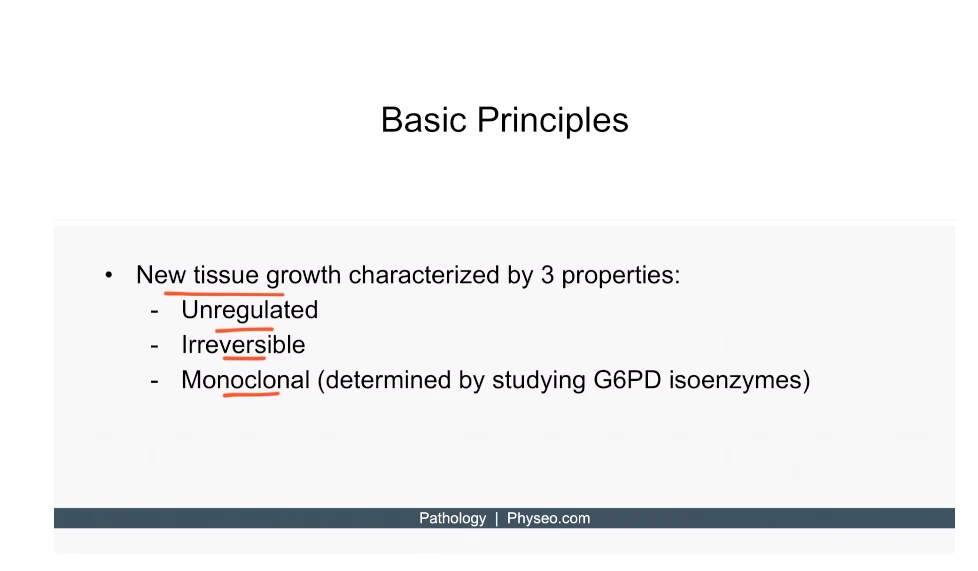 Basic Principles
• New tissue growth characterized by 3 properties:
- Unregulated
- Irreversible
- Monoclonal (determined by studying G6PD isoenzymes)
Pathology | Physeo.com